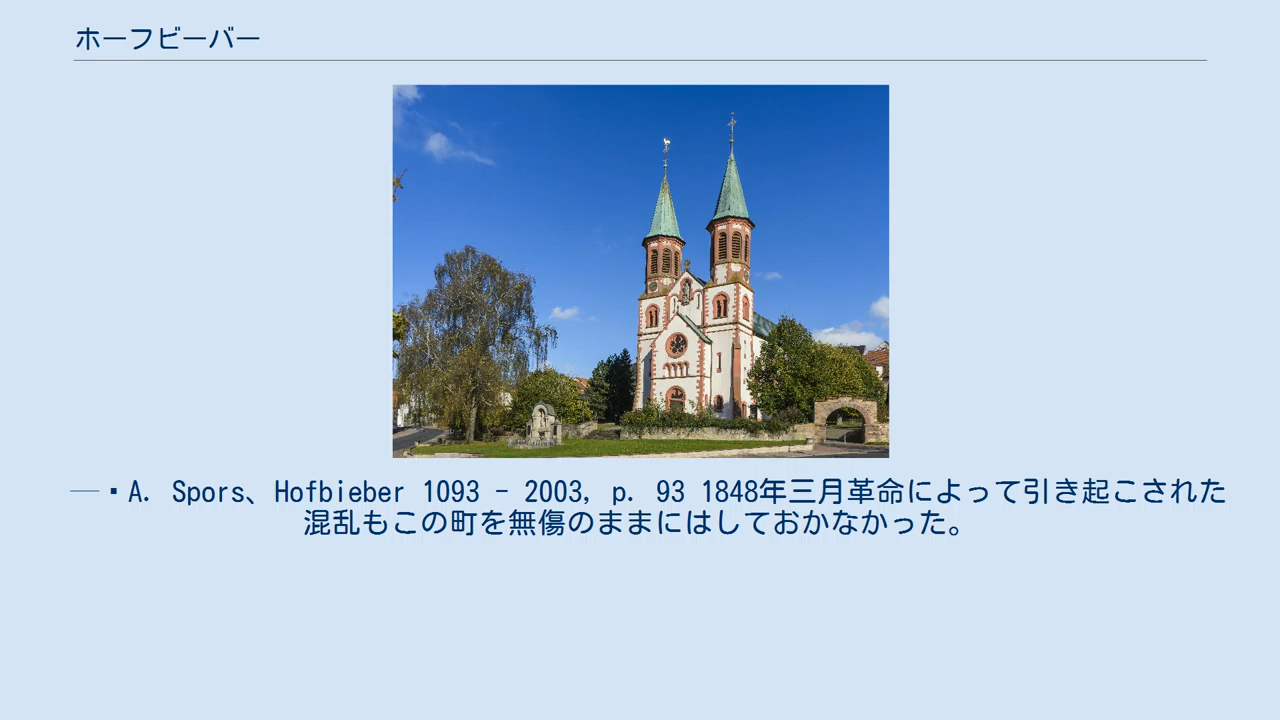 ホーフビーバー
― ▪ A. Spors、Hofbieber 1093 – 2003, p. 93 1848年三月革命によって引き起こされた
混乱もこの町を無傷のままにはしておかなかった。